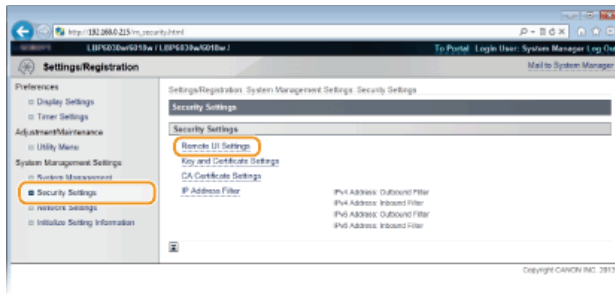 http://192.168.0.215/m_security.html
LBP6030w/6018w / LBP6030w/6018w /
To Portal Login User: System Manager Log Ou
Settings/Registration
Mail to System Manager
Preferences
Display Settings
Timer Settings
Adjustment/Maintenance
Utility Menu
System Management Settings
System Management
Security Settings
Network Settings
Initialize Setting Information
Settings/Registration: System Management Settings: Security Settings
Security Settings
Security Settings
Remote UI Settings
Key and Certificate Settings
CA Certificate Settings
IP Address Filter
IPv4 Address: Outbound Filter
IPv4 Address: Inbound Filter
IPv6 Address: Outbound Filter
IPv6 Address: Inbound Filter
Copyright CANON INC. 2013